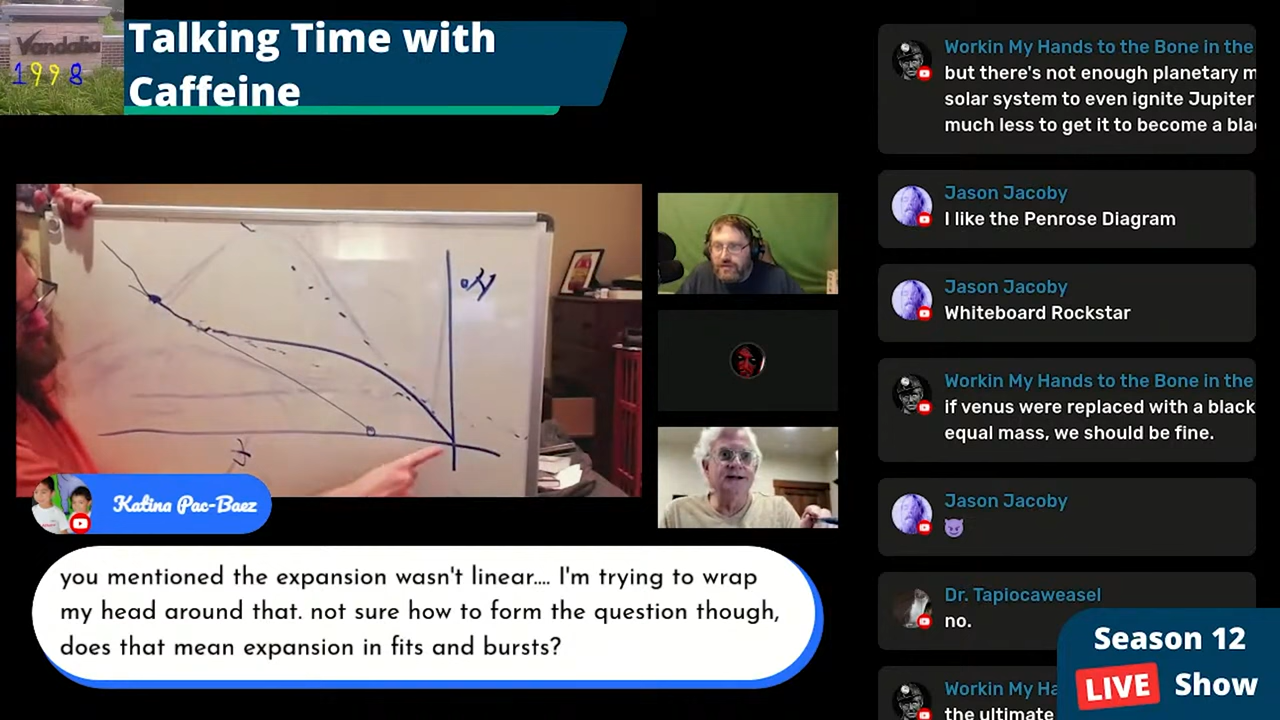 Vandalia
1998
Talking Time with
Caffeine
Katina Pac-Baez
you mentioned the expansion wasn't linear.... I'm trying to wrap
my head around that. not sure how to form the question though,
does that mean expansion in fits and bursts?
Workin My Hands to the Bone in the
but there's not enough planetary m
solar system to even ignite Jupiter
much less to get it to become a bla
Jason Jacoby
I like the Penrose Diagram
Jason Jacoby
Whiteboard Rockstar
Workin My Hands to the Bone in the
if venus were replaced with a black
equal mass, we should be fine.
Jason Jacoby
😈
Dr. Tapiocaweasel
no.
Workin My Ha
the ultimate
Season 12
LIVE Show